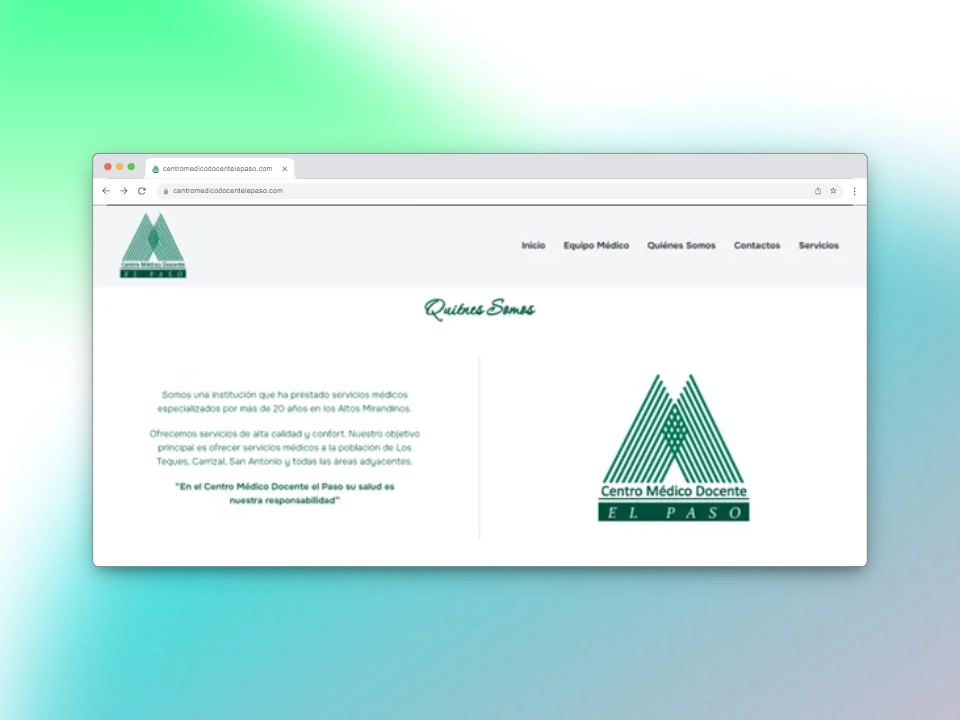 centromedicodocentelepaso.com
centromedicodocentelepaso.com
Centro Médico Docente
EL PASO
Inicio Equipo Médico Quiénes Somos Contactos Servicios
Quiénes Somos
Somos una institución que ha prestado servicios médicos
especializados por mas de 20 años en los Altos Mirandinos.
Ofrecemos servicios de alta calidad y confort. Nuestro objetivo
principal es ofrecer servicios médicos a la población de Los
Teques, Carrizal, San Antonio y todas las áreas adyacentes.
"En el Centro Médico Docente el Paso su salud es
nuestra responsabilidad"
Centro Médico Docente
EL PASO